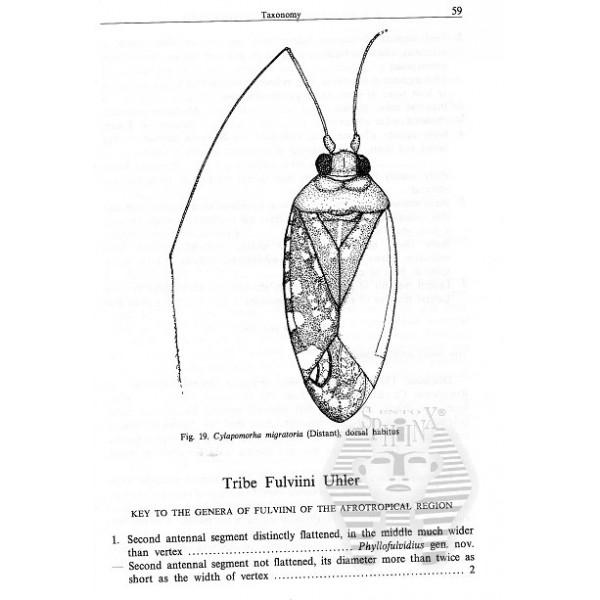 Taxonomy 59
Fig. 19. Cylapomorha migratoria (Distant), dorsal habitus
ENTO
SPHINX®
Tribe Fulviini Uhler
KEY TO THE GENERA OF FULVIINI OF THE AFROTROPICAL REGION
1. Second antennal segment distinctly flattened, in the middle much wider
than vertex .......................................... Phyllofulvidius gen. nov.
— Second antennal segment not flattened, its diameter more than twice as
short as the width of vertex .................................................. 2